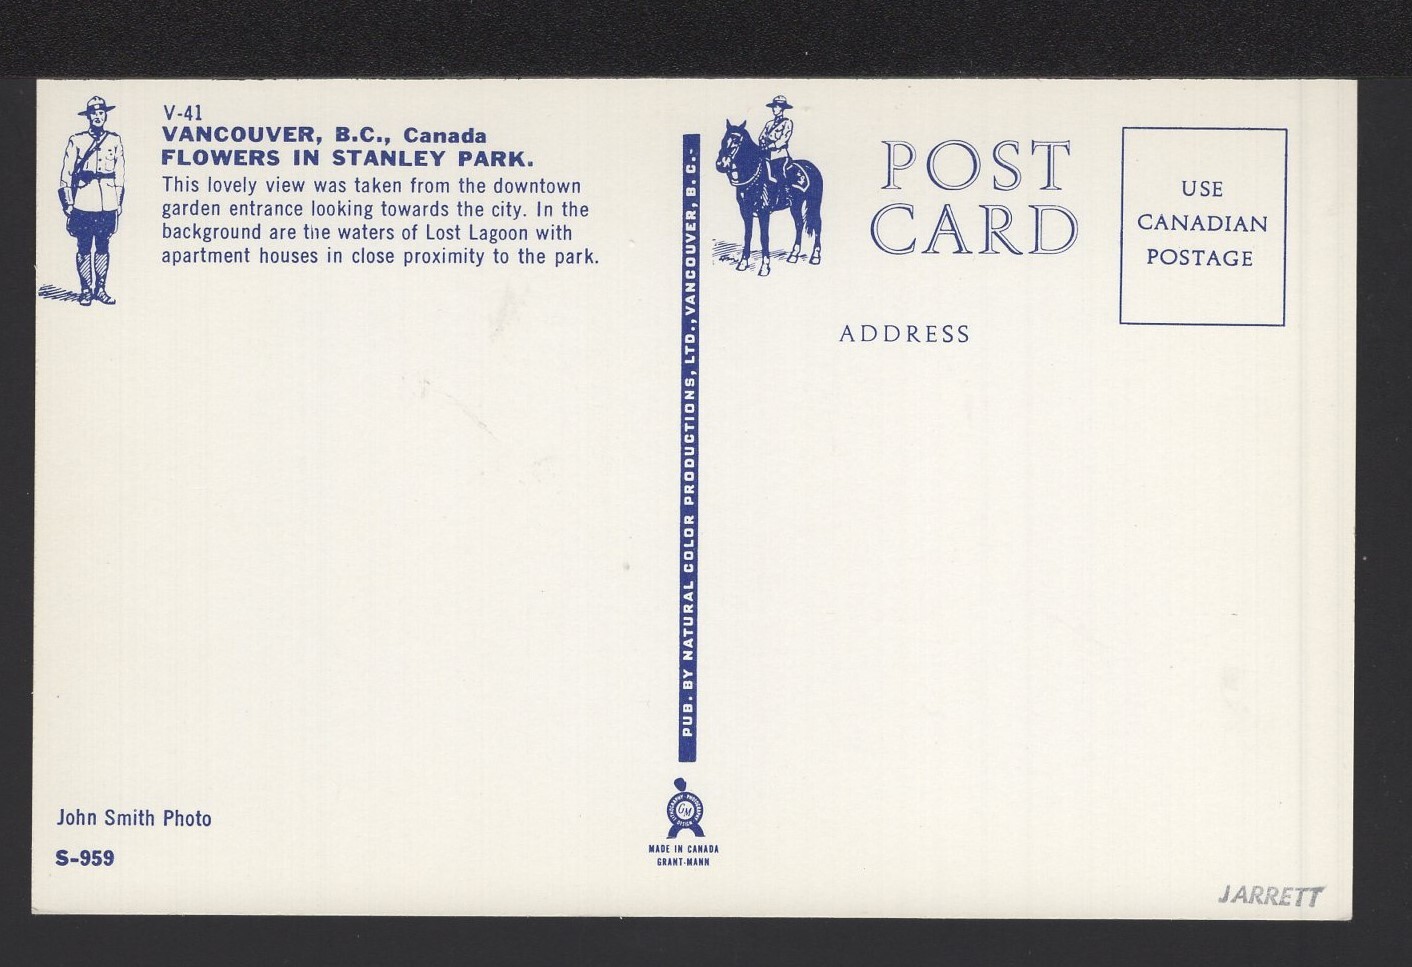 V-41
VANCOUVER, B.C., Canada
FLOWERS IN STANLEY PARK.
This lovely view was taken from the downtown
garden entrance looking towards the city. In the
background are the waters of Lost Lagoon with
apartment houses in close proximity to the park.
John Smith Photo
S-959
PUB. BY NATURAL COLOR PRODUCTIONS, LTD., VANCOUVER, B. C.-
GM
MADE IN CANADA
GRANT-MANN
POST
CARD
USE
CANADIAN
POSTAGE
ADDRESS
JARRETT